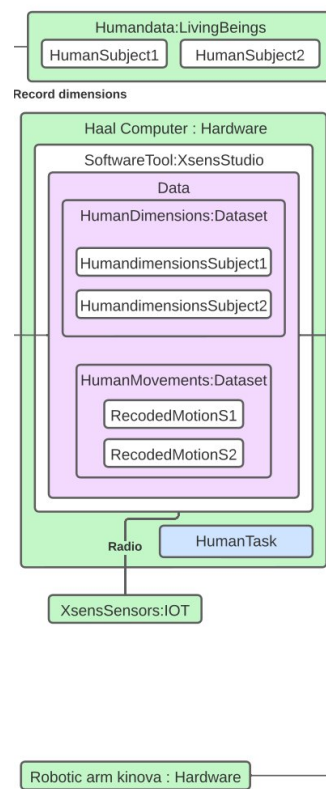 Humandata:LivingBeings
HumanSubject1
HumanSubject2
Record dimensions
Haal Computer : Hardware
SoftwareTool:XsensStudio
Data
HumanDimensions:Dataset
HumandimensionsSubject1
HumandimensionsSubject2
HumanMovements:Dataset
RecodedMotionS1
RecodedMotionS2
Radio
HumanTask
XsensSensors:IOT
Robotic arm kinova : Hardware